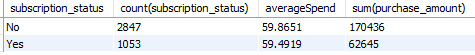 subscription_status count(subscription_status) averageSpend sum(purchase_amount)
No 2847 59.8651 170436
Yes 1053 59.4919 62645